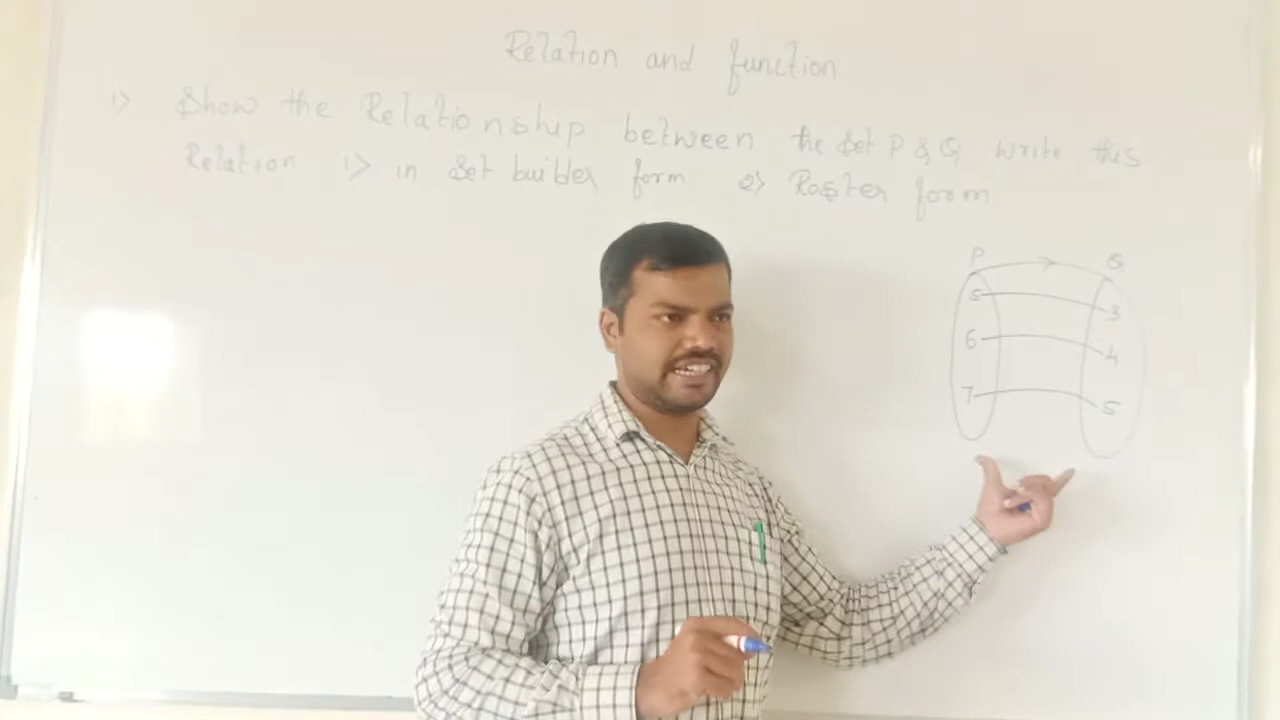 Relation and function
1> Show the Relationship between the set P & Q write this
Relation 1> in set builder form 2> Roster form
P Q
5 3
6 4
7 5